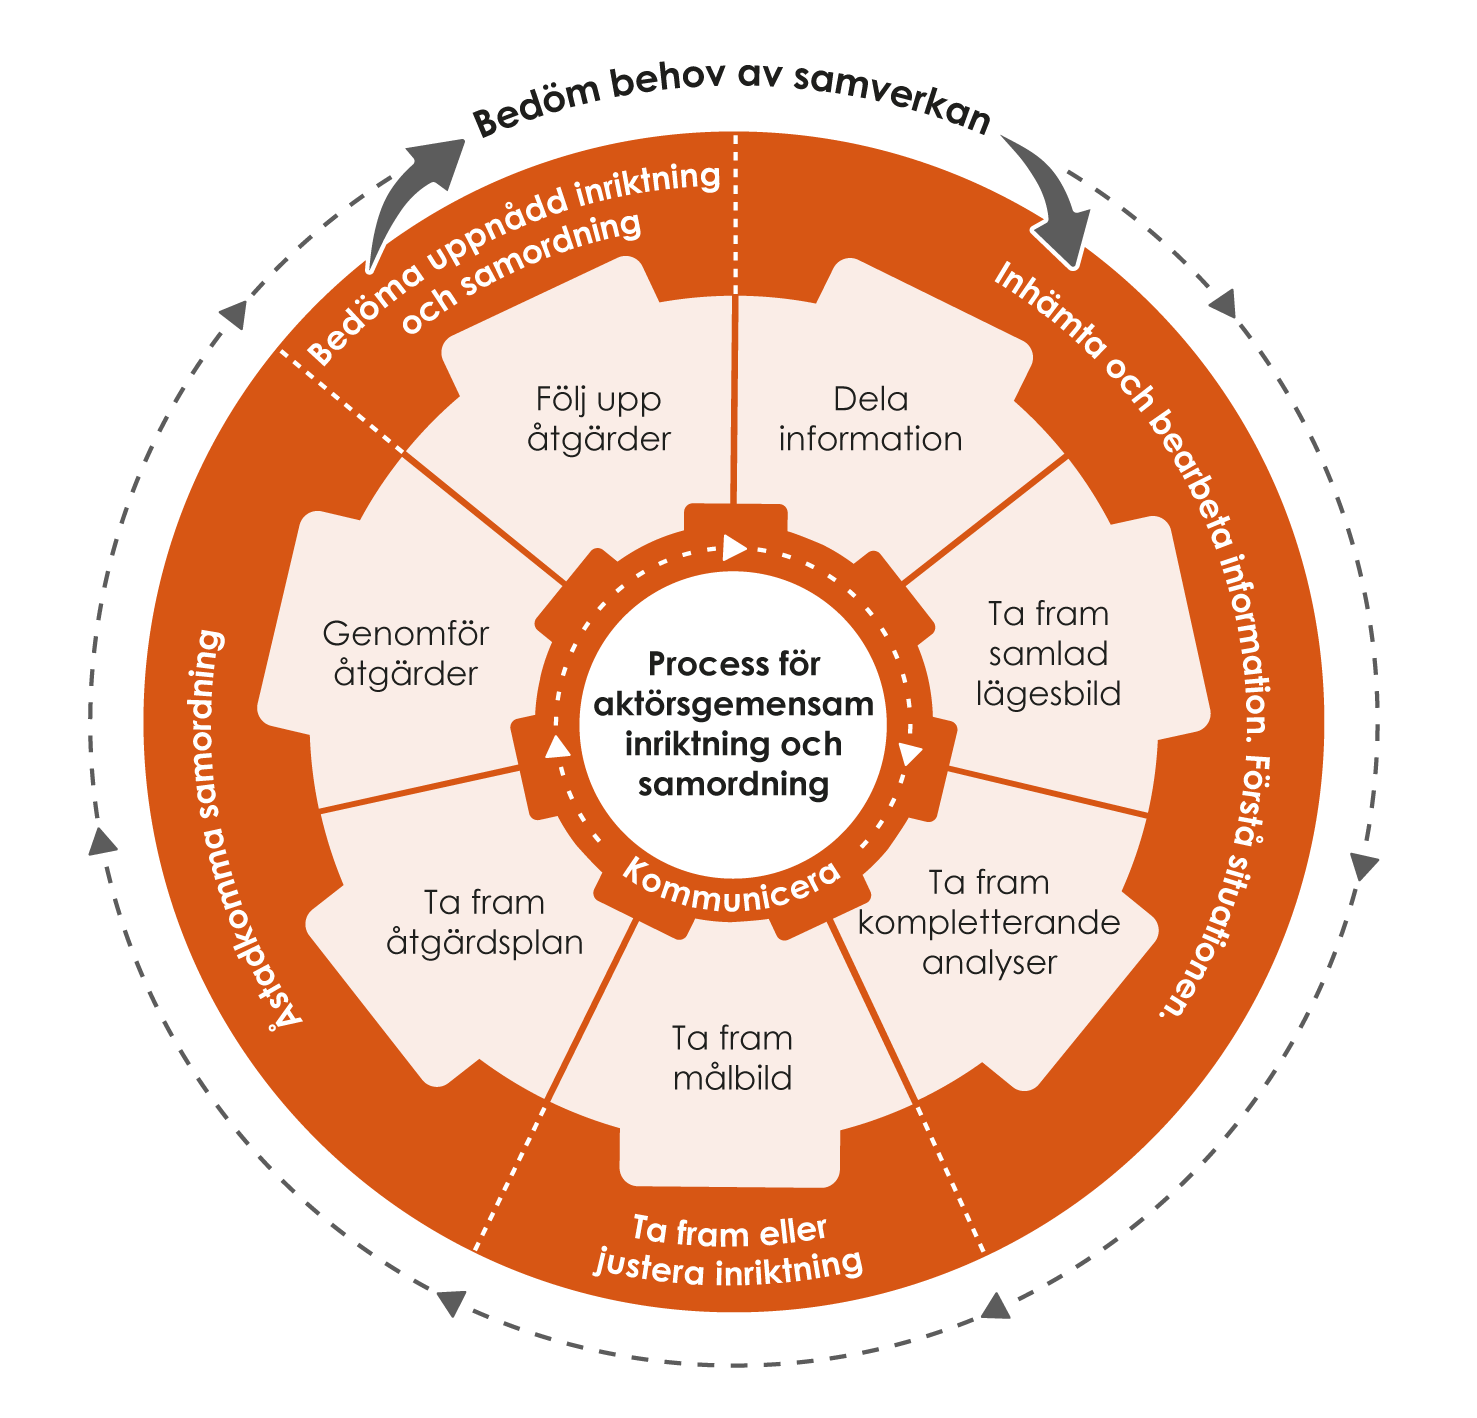 Bedöm behov av samverkan
Bedöma uppnådd inriktning
och samordning
Inhämta och bearbeta information. Förstå situationen.
Ta fram eller
justera inriktning
Åstadkomma samordning
Dela
information
Ta fram
samlad
lägesbild
Ta fram
kompletterande
analyser
Ta fram
målbild
Ta fram
åtgärdsplan
Genomför
åtgärder
Följ upp
åtgärder
Process för
aktörsgemensam
inriktning och
samordning
Kommunicera